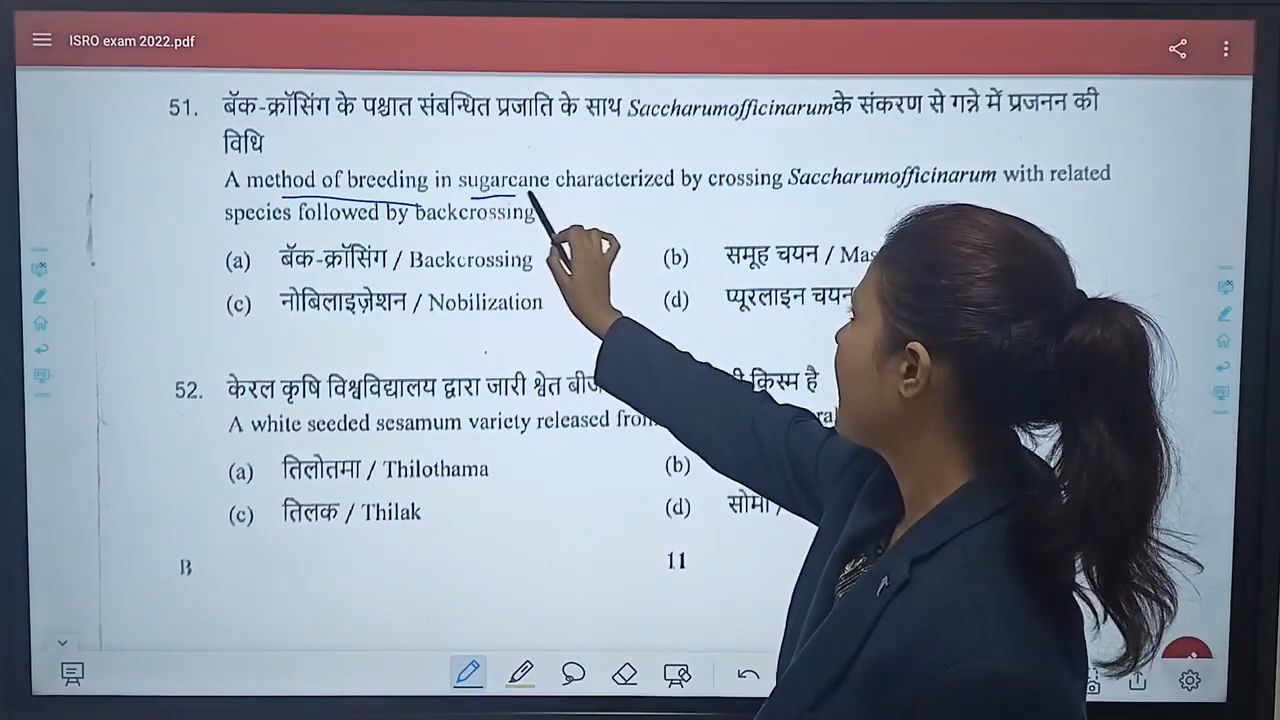 ISRO exam 2022.pdf
51. बॅक-क्रॉसिंग के पश्चात संबन्धित प्रजाति के साथ Saccharumofficinarumके संकरण से गन्ने में प्रजनन की
विधि
A method of breeding in sugarcane characterized by crossing Saccharumofficinarum with related
species followed by backcrossing
(a) बॅक-क्रॉसिंग / Backcrossing (b) समूह चयन /
(c) नोबिलाइज़ेशन / Nobilization (d) प्यूरलाइन चयन
52. केरल कृषि विश्वविद्यालय द्वारा जारी श्वेत किस्म है
A white seeded sesamum variety released
(a) तिलोतमा / Thilothama (b)
(c) तिलक / Thilak (d) सोमा /
B 11